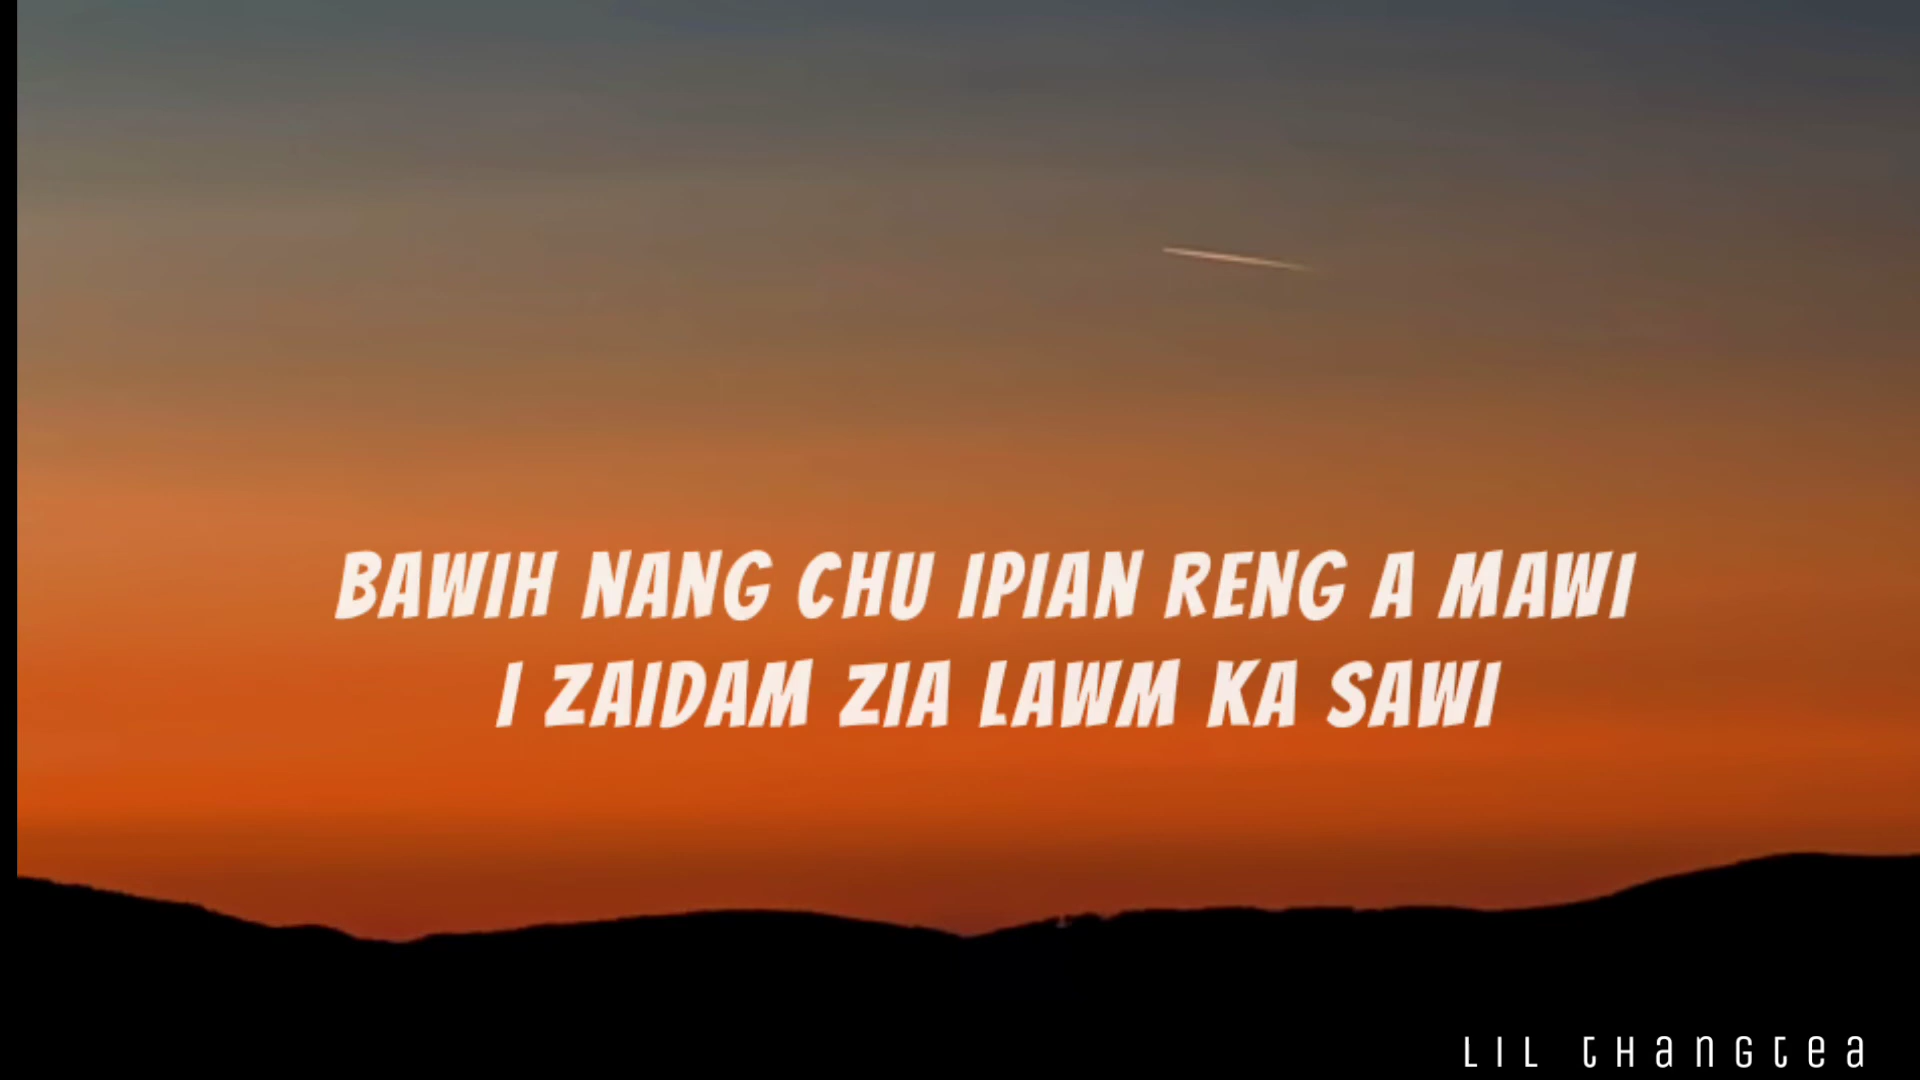 BAWIH NANG CHU IPIAN RENG A MAWI
I ZAIDAM ZIA LAWM KA SAWI
LIL tHanGtea